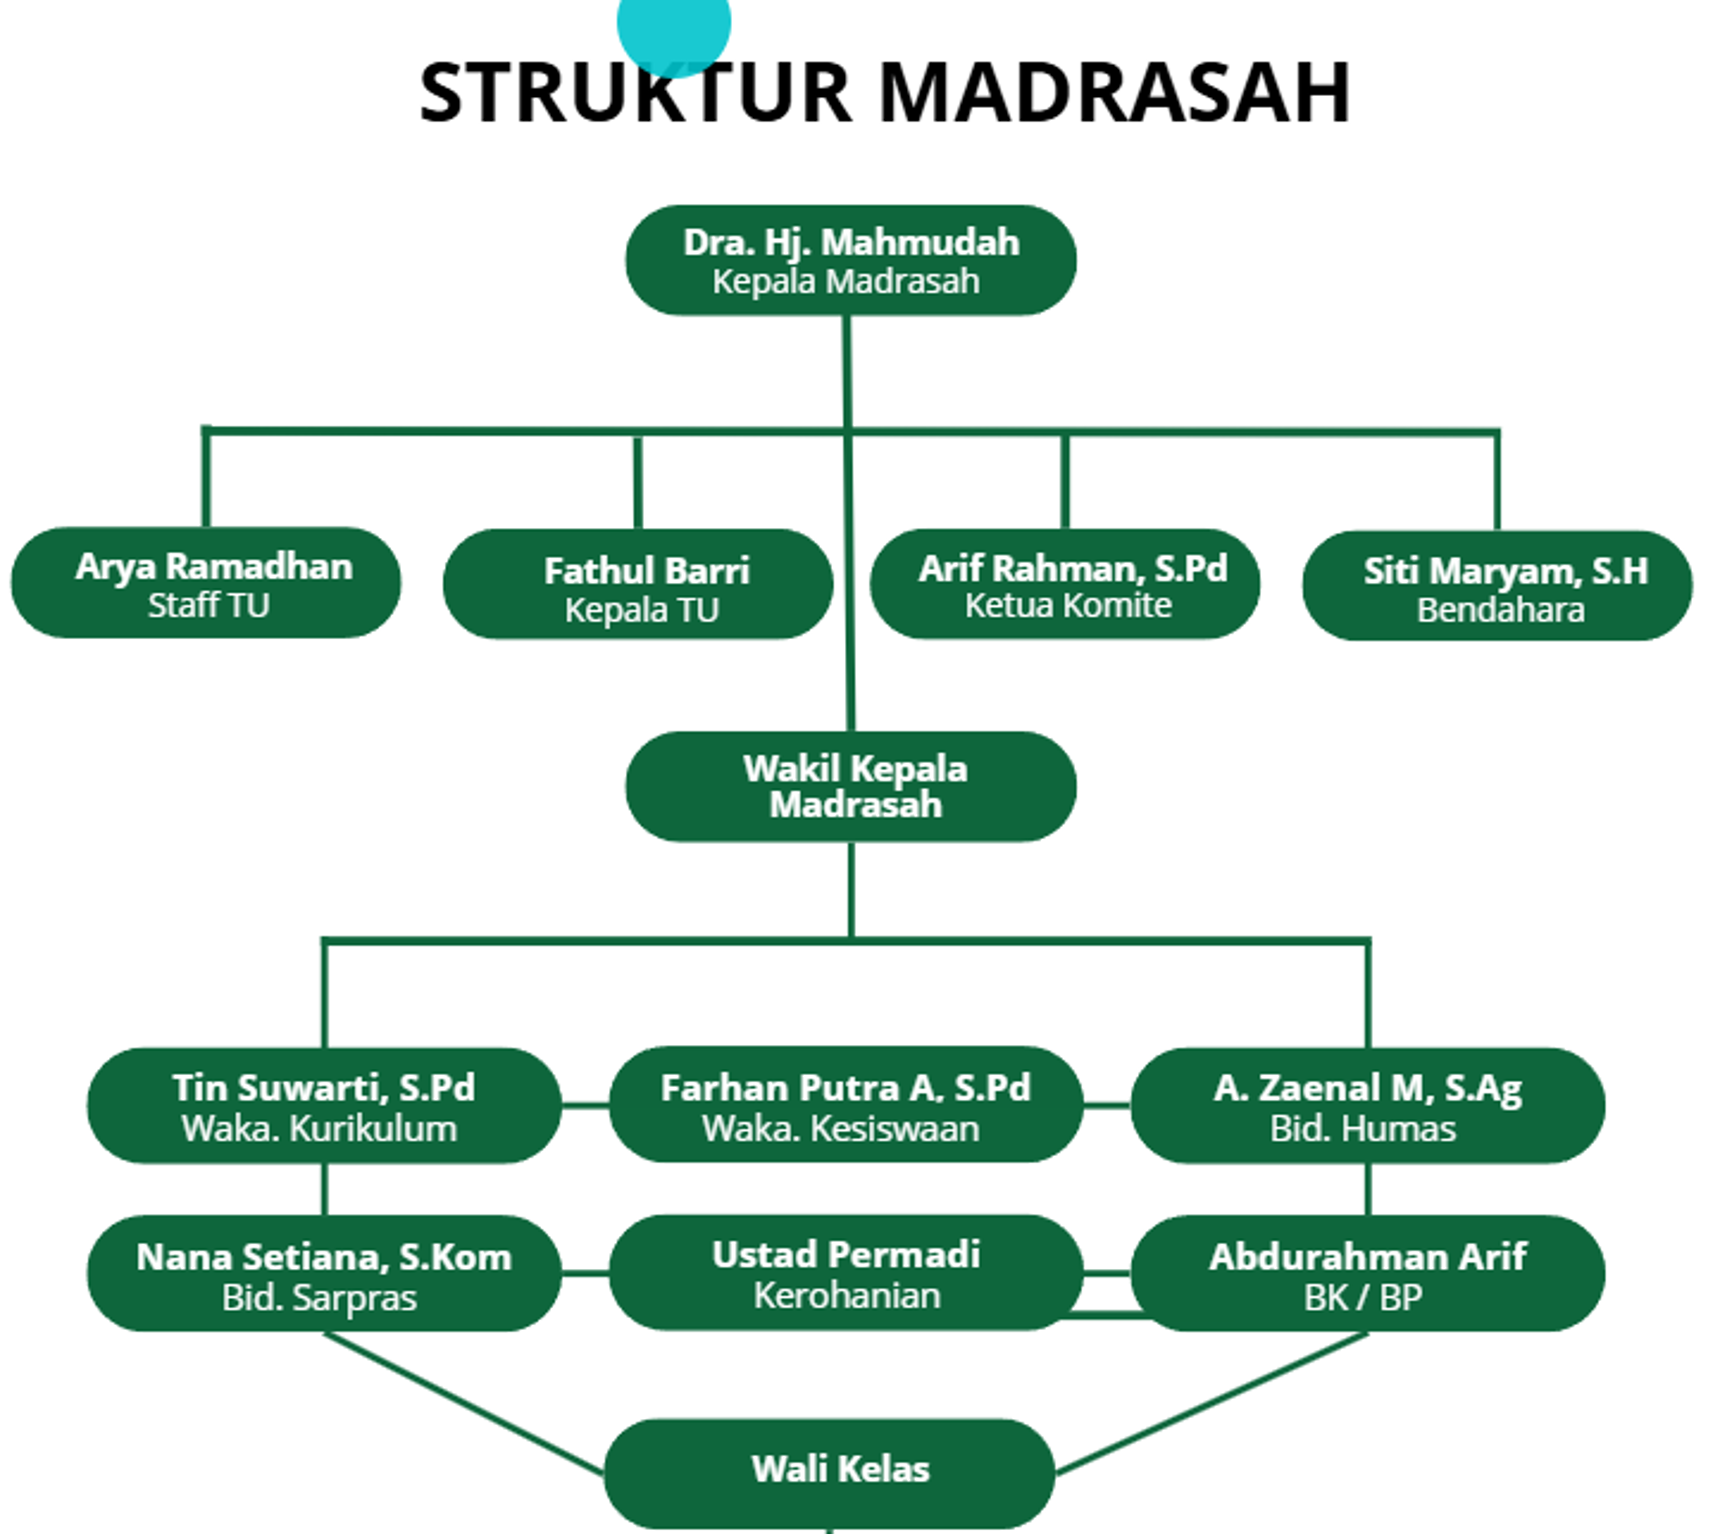 STRUKTUR MADRASAH
Dra. Hj. Mahmudah
Kepala Madrasah
Arya Ramadhan
Staff TU
Fathul Barri
Kepala TU
Arif Rahman, S.Pd
Ketua Komite
Siti Maryam, S.H
Bendahara
Wakil Kepala
Madrasah
Tin Suwarti, S.Pd
Waka. Kurikulum
Farhan Putra A, S.Pd
Waka. Kesiswaan
A. Zaenal M, S.Ag
Bid. Humas
Nana Setiana, S.Kom
Bid. Sarpras
Ustad Permadi
Kerohanian
Abdurahman Arif
BK / BP
Wali Kelas